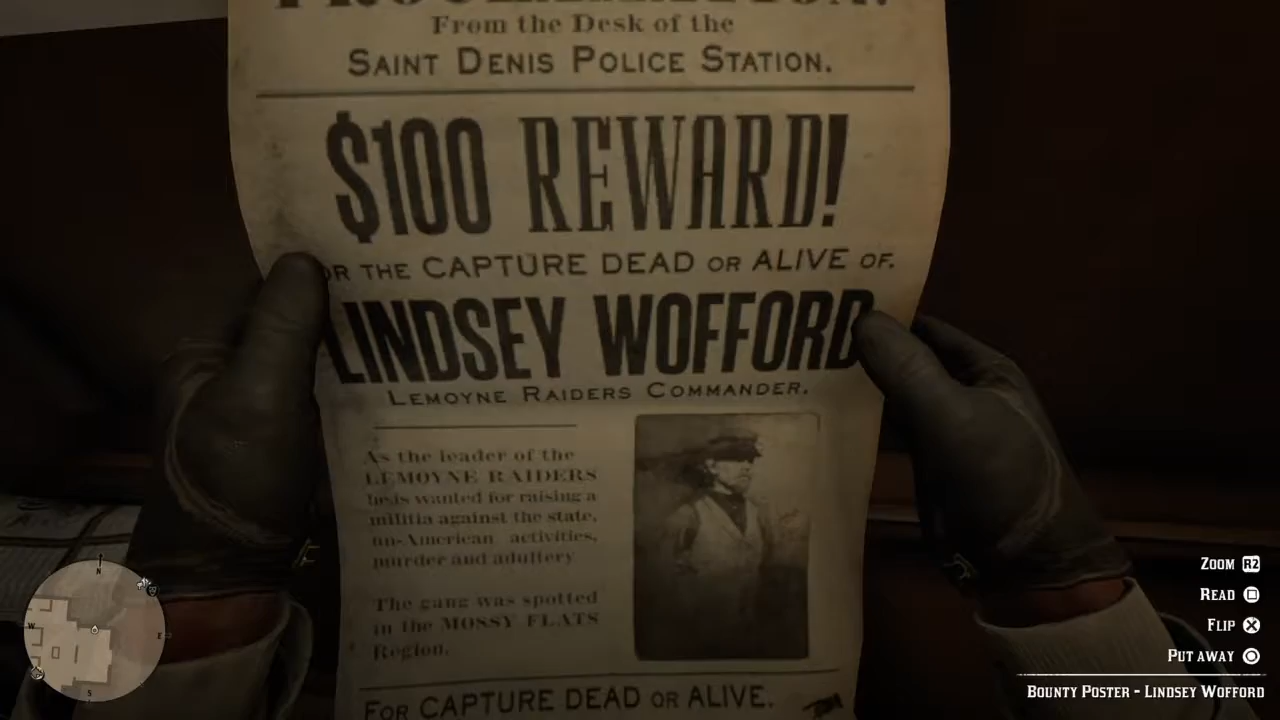 From the Desk of the
SAINT DENIS POLICE STATION.
$100 REWARD!
OR THE CAPTURE DEAD OR ALIVE OF.
LINDSEY WOFFORD
LEMOYNE RAIDERS COMMANDER.
As the leader of the
LEMOYNE RAIDERS
he is wanted for raising a
militia against the state,
un-American activities,
murder and adultery
The gang was spotted
in the MOSSY FLATS
Region.
FOR CAPTURE DEAD OR ALIVE.
N
W
E
S
ZOOM R2
READ
FLIP
PUT AWAY
BOUNTY POSTER - LINDSEY WOFFORD